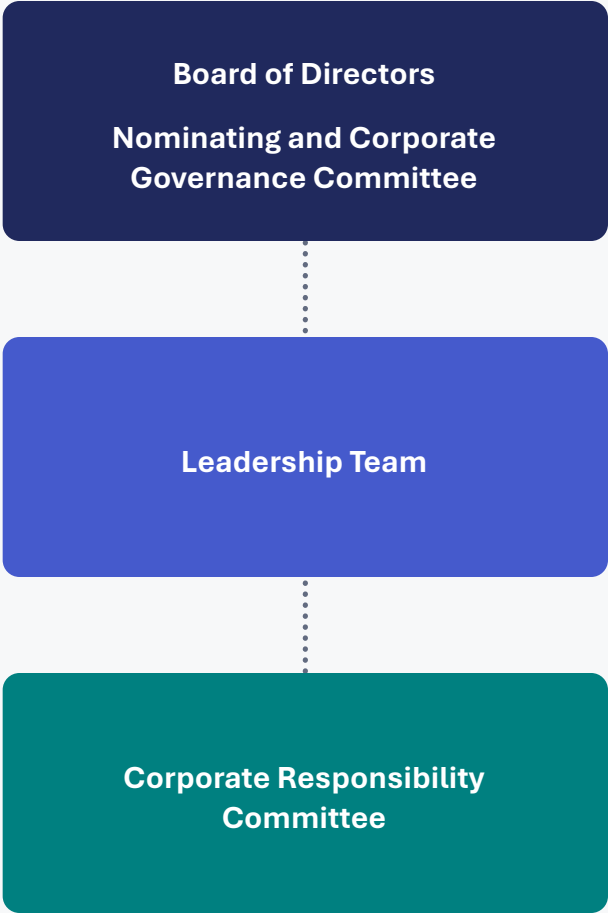 Board of Directors
Nominating and Corporate
Governance Committee
Leadership Team
Corporate Responsibility
Committee